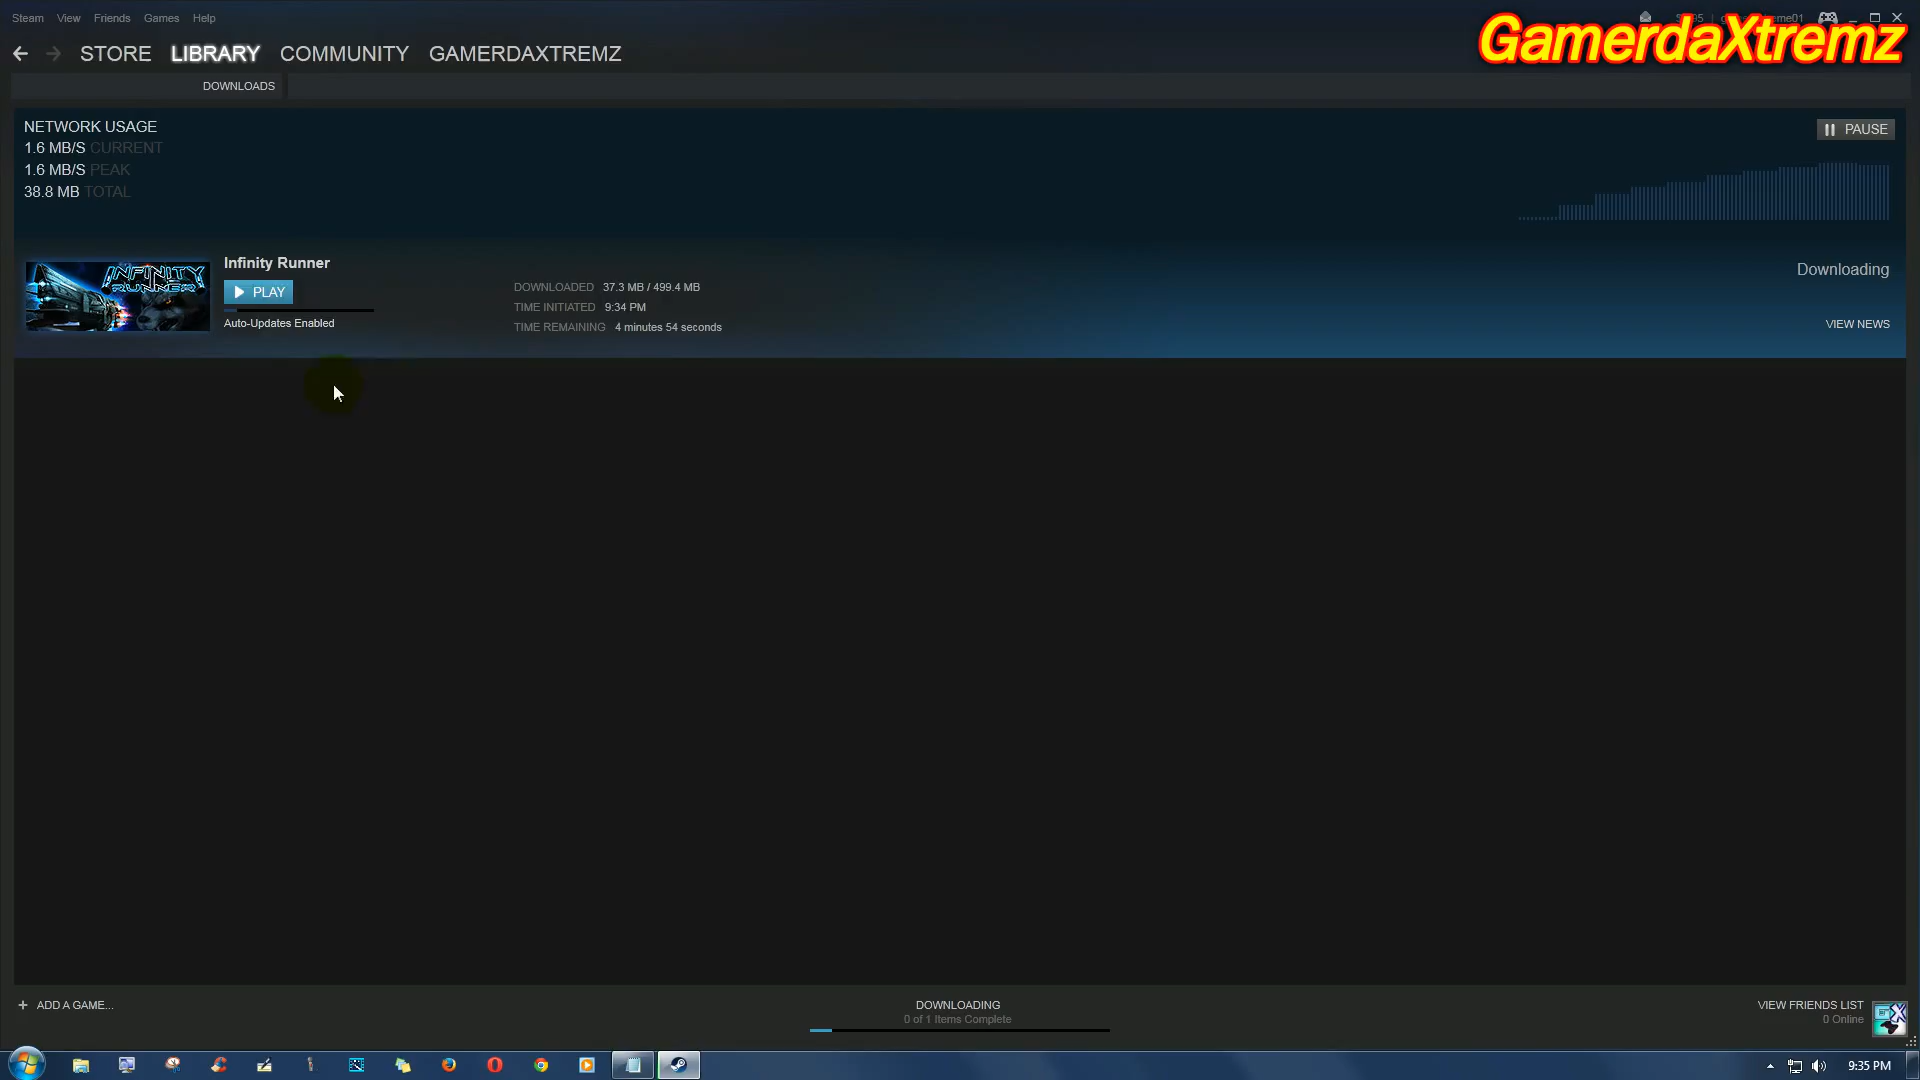 Steam View Friends Games Help
GamerdaXtremz
STORE LIBRARY COMMUNITY GAMERDAXTREMZ
DOWNLOADS
NETWORK USAGE
1.6 MB/S CURRENT
1.6 MB/S PEAK
38.8 MB TOTAL
PAUSE
INFINITY
RUNNER
Infinity Runner
PLAY
Auto-Updates Enabled
DOWNLOADED 37.3 MB / 499.4 MB
TIME INITIATED 9:34 PM
TIME REMAINING 4 minutes 54 seconds
Downloading
VIEW NEWS
+ ADD A GAME...
DOWNLOADING
0 of 1 Items Complete
VIEW FRIENDS LIST
0 Online
9:35 PM